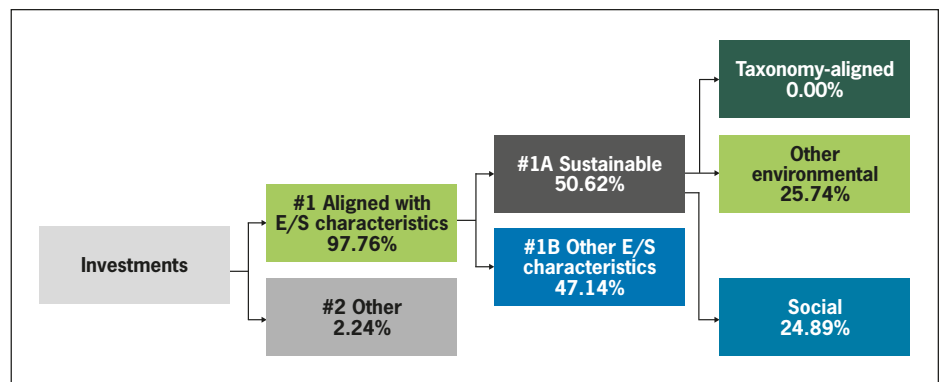 Investments
#1 Aligned with
E/S characteristics
97.76%
#2 Other
2.24%
#1A Sustainable
50.62%
#1B Other E/S
characteristics
47.14%
Taxonomy-aligned
0.00%
Other
environmental
25.74%
Social
24.89%